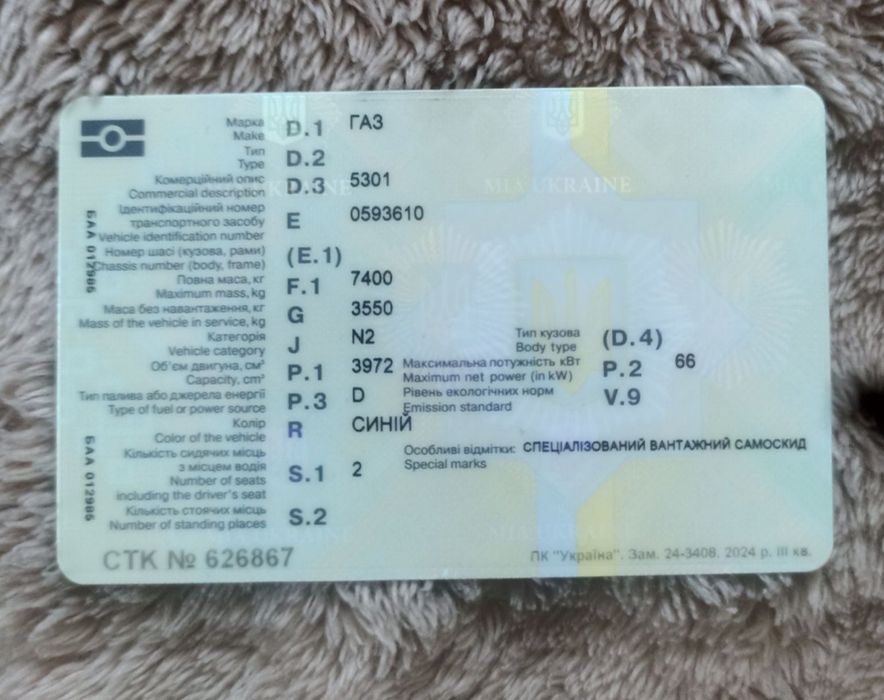 Марка
Make
D.1
ГАЗ
Тип
Type
D.2
Комерційний опис
Commercial description
D.3
5301
MIA UKRAINE
Ідентифікаційний номер
транспортного засобу
Vehicle identification number
E
0593610
Номер шасі (кузова, рами)
Chassis number (body, frame)
(E.1)
Повна маса, кг
Maximum mass, kg
F.1
7400
Маса без навантаження, кг
Mass of the vehicle in service, kg
G
3550
Категорія
Vehicle category
J
N2
Тип кузова
Body type
(D.4)
Об'єм двигуна, см³
Capacity, cm³
P.1
3972
Максимальна потужність кВт
Maximum net power (in kW)
P.2
66
Тип палива або джерела енергії
Type of fuel or power source
P.3
D
Рівень екологічних норм
Emission standard
V.9
Колір
Color of the vehicle
R
СИНІЙ
Особливі відмітки: СПЕЦІАЛІЗОВАНИЙ ВАНТАЖНИЙ САМОСКИД
Special marks
Кількість сидячих місць
з місцем водія
Number of seats
including the driver's seat
S.1
2
Кількість стоячих місць
Number of standing places
S.2
БАА 012986
БАА 012986
СТК № 626867
ПК "Україна". Зам. 24-3408. 2024 р. III кв.